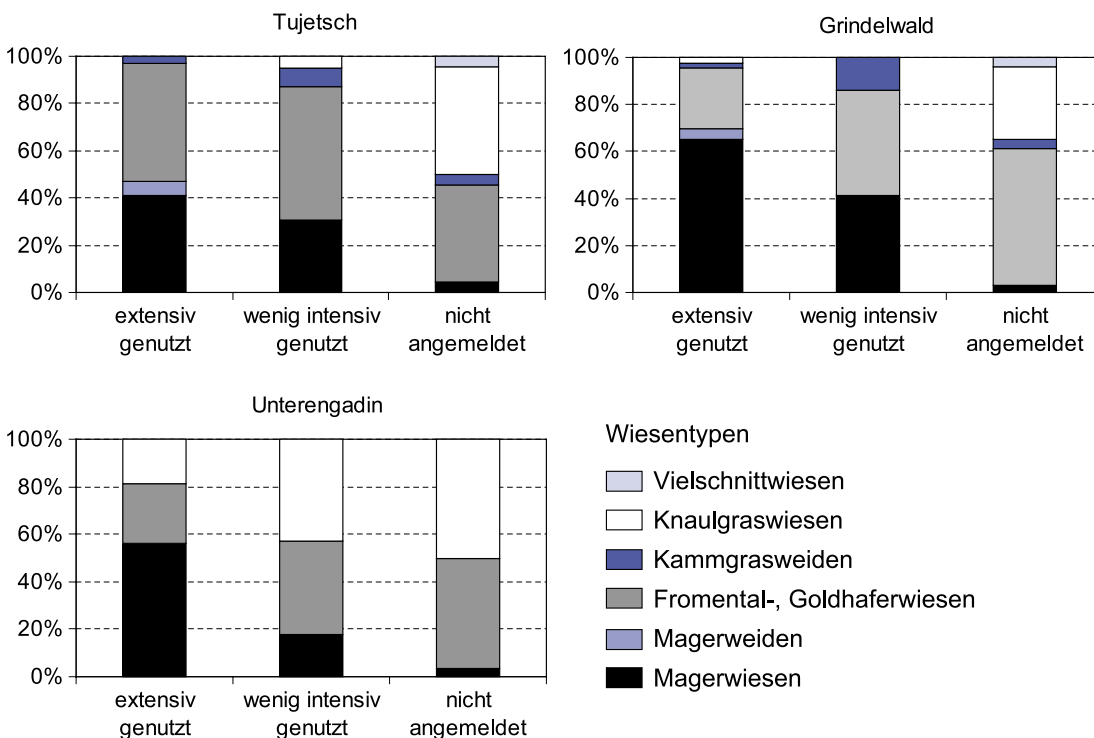 Tujetsch
100%
80%
60%
40%
20%
0%
extensiv
genutzt
wenig intensiv
genutzt
nicht
angemeldet
Grindelwald
100%
80%
60%
40%
20%
0%
extensiv
genutzt
wenig intensiv
genutzt
nicht
angemeldet
Unterengadin
100%
80%
60%
40%
20%
0%
extensiv
genutzt
wenig intensiv
genutzt
nicht
angemeldet
Wiesentypen
Vielschnittwiesen
Knaulgraswiesen
Kammgrasweiden
Fromental-, Goldhaferwiesen
Magerweiden
Magerwiesen